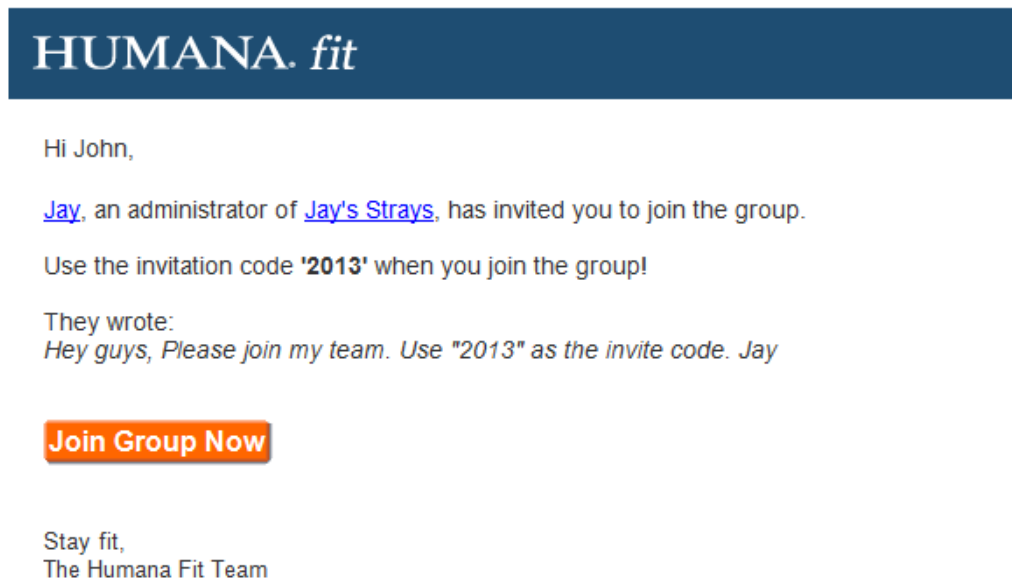 HUMANA. fit
Hi John,
Jay, an administrator of Jay's Strays, has invited you to join the group.
Use the invitation code '2013' when you join the group!
They wrote:
Hey guys, Please join my team. Use "2013" as the invite code. Jay
Join Group Now
Stay fit,
The Humana Fit Team